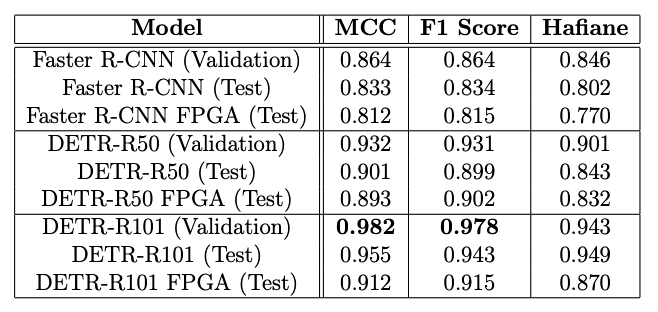 Model MCC F1 Score Hafiane
Faster R-CNN (Validation) 0.864 0.864 0.846
Faster R-CNN (Test) 0.833 0.834 0.802
Faster R-CNN FPGA (Test) 0.812 0.815 0.770
DETR-R50 (Validation) 0.932 0.931 0.901
DETR-R50 (Test) 0.901 0.899 0.843
DETR-R50 FPGA (Test) 0.893 0.902 0.832
DETR-R101 (Validation) 0.982 0.978 0.943
DETR-R101 (Test) 0.955 0.943 0.949
DETR-R101 FPGA (Test) 0.912 0.915 0.870